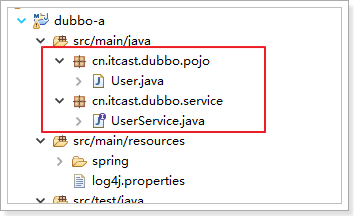 dubbo-a
src/main/java
cn.itcast.dubbo.pojo
User.java
cn.itcast.dubbo.service
UserService.java
src/main/resources
spring
log4j.properties
src/test/java